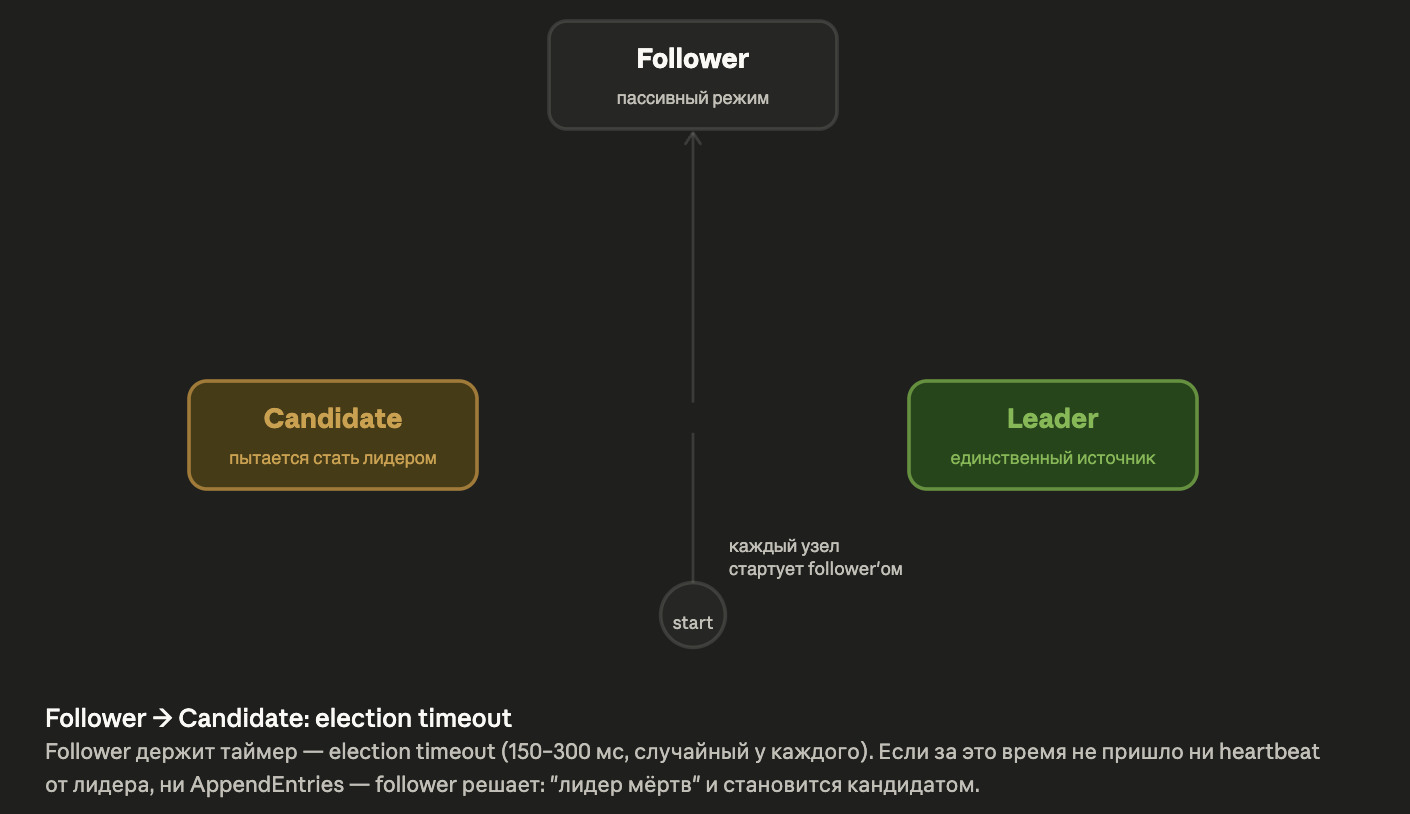 Follower
пассивный режим
Candidate
пытается стать лидером
Leader
единственный источник
каждый узел
стартует follower'ом
start
Follower → Candidate: election timeout
Follower держит таймер — election timeout (150–300 мс, случайный у каждого). Если за это время не пришло ни heartbeat
от лидера, ни AppendEntries — follower решает: "лидер мёртв" и становится кандидатом.